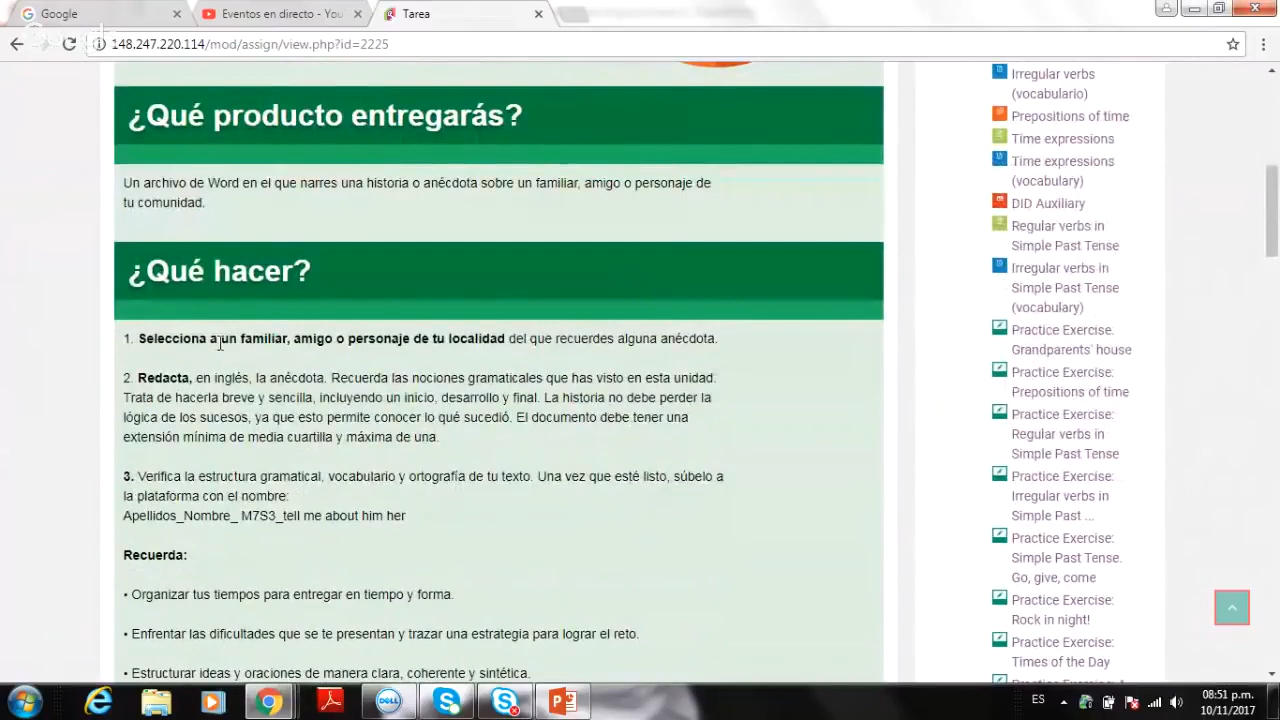 Google
Eventos en directo - You
Tarea
148.247.220.114/mod/assign/view.php?id=2225
¿Qué producto entregarás?
Un archivo de Word en el que narres una historia o anécdota sobre un familiar, amigo o personaje de
tu comunidad.
¿Qué hacer?
1. Selecciona a un familiar, amigo o personaje de tu localidad del que recuerdes alguna anécdota.
2. Redacta, en inglés, la anécdota. Recuerda las nociones gramaticales que has visto en esta unidad.
Trata de hacerla breve y sencilla, incluyendo un inicio, desarrollo y final. La historia no debe perder la
lógica de los sucesos, ya que esto permite conocer lo qué sucedió. El documento debe tener una
extensión mínima de media cuartilla y máxima de una.
3. Verifica la estructura gramatical, vocabulario y ortografía de tu texto. Una vez que esté listo, súbelo a
la plataforma con el nombre:
Apellidos_Nombre_ M7S3_tell me about him her
Recuerda:
• Organizar tus tiempos para entregar en tiempo y forma.
• Enfrentar las dificultades que se te presentan y trazar una estrategia para lograr el reto.
• Estructurar ideas y oraciones de manera clara, coherente y sintética.
Irregular verbs
(vocabulario)
Prepositions of time
Time expressions
Time expressions
(vocabulary)
DID Auxiliary
Regular verbs in
Simple Past Tense
Irregular verbs in
Simple Past Tense
(vocabulary)
Practice Exercise.
Grandparents' house
Practice Exercise:
Prepositions of time
Practice Exercise:
Regular verbs in
Simple Past Tense
Practice Exercise:
Irregular verbs in
Simple Past ...
Practice Exercise:
Simple Past Tense.
Go, give, come
Practice Exercise:
Rock in night!
Practice Exercise:
Times of the Day
DELL
ES
08:51 p.m.
10/11/2017